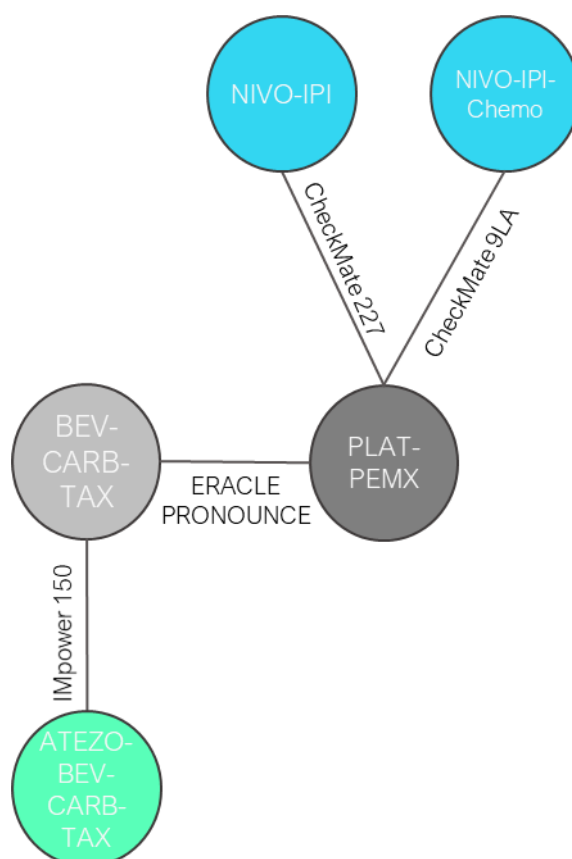 NIVO-IPI
NIVO-IPI-
Chemo
CheckMate 227
CheckMate 9LA
BEV-
CARB-
TAX
PLAT-
PEMX
ERACLE
PRONOUNCE
IMpower 150
ATEZO-
BEV-
CARB-
TAX